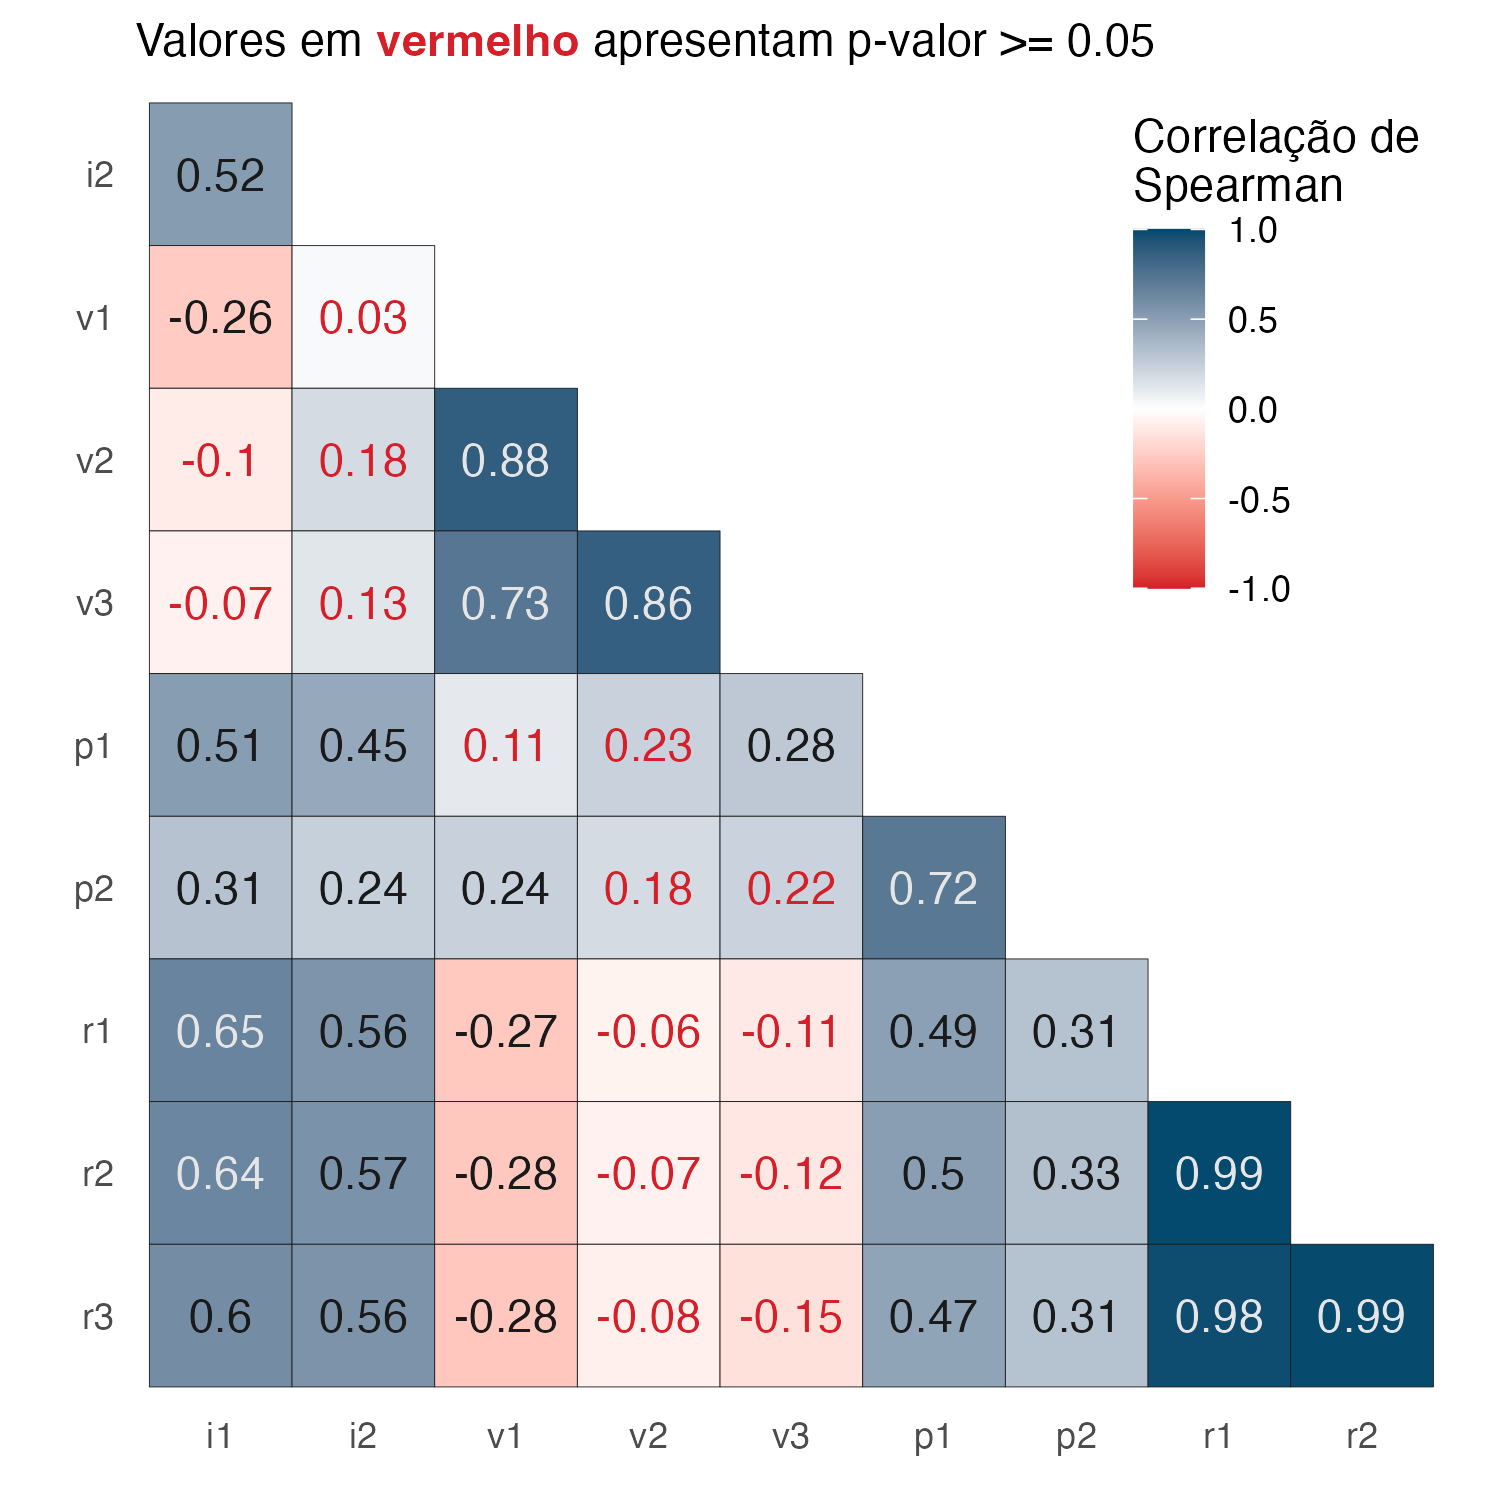 Valores em vermelho apresentam p-valor >= 0.05
Correlação de
Spearman
1.0
0.5
0.0
-0.5
-1.0
i2 0.52
v1 -0.26 0.03
v2 -0.1 0.18 0.88
v3 -0.07 0.13 0.73 0.86
p1 0.51 0.45 0.11 0.23 0.28
p2 0.31 0.24 0.24 0.18 0.22 0.72
r1 0.65 0.56 -0.27 -0.06 -0.11 0.49 0.31
r2 0.64 0.57 -0.28 -0.07 -0.12 0.5 0.33 0.99
r3 0.6 0.56 -0.28 -0.08 -0.15 0.47 0.31 0.98 0.99
i1 i2 v1 v2 v3 p1 p2 r1 r2